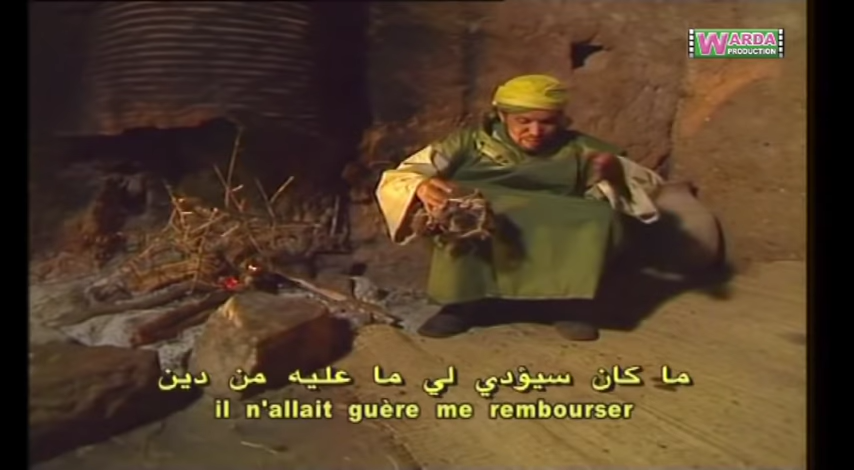 WARDA
PRODUCTION
ما كان سيؤدي لي ما عليه من دين
il n'allait guère me rembourser